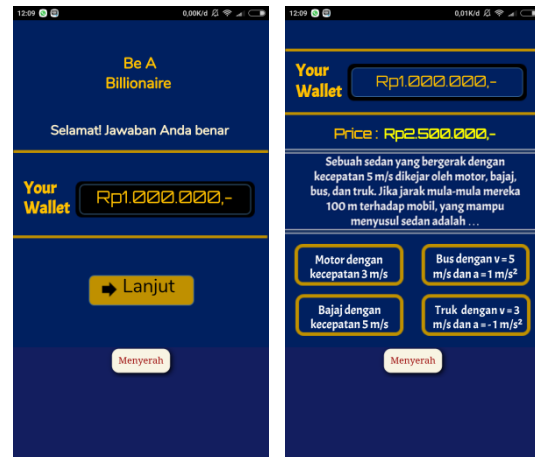 12:09 0,00K/d
Be A
Billionaire
Selamat! Jawaban Anda benar
Your
Wallet
Rp1.000.000,-
Lanjut
Menyerah
12:09 0,01K/d
Your
Wallet
Rp1.000.000,-
Price : Rp2.500.000,-
Sebuah sedan yang bergerak dengan
kecepatan 5 m/s dikejar oleh motor, bajaj,
bus, dan truk. Jika jarak mula-mula mereka
100 m terhadap mobil, yang mampu
menyusul sedan adalah ...
Motor dengan
kecepatan 3 m/s
Bus dengan v = 5
m/s dan a = 1 m/s²
Bajaj dengan
kecepatan 5 m/s
Truk dengan v = 3
m/s dan a = - 1 m/s²
Menyerah